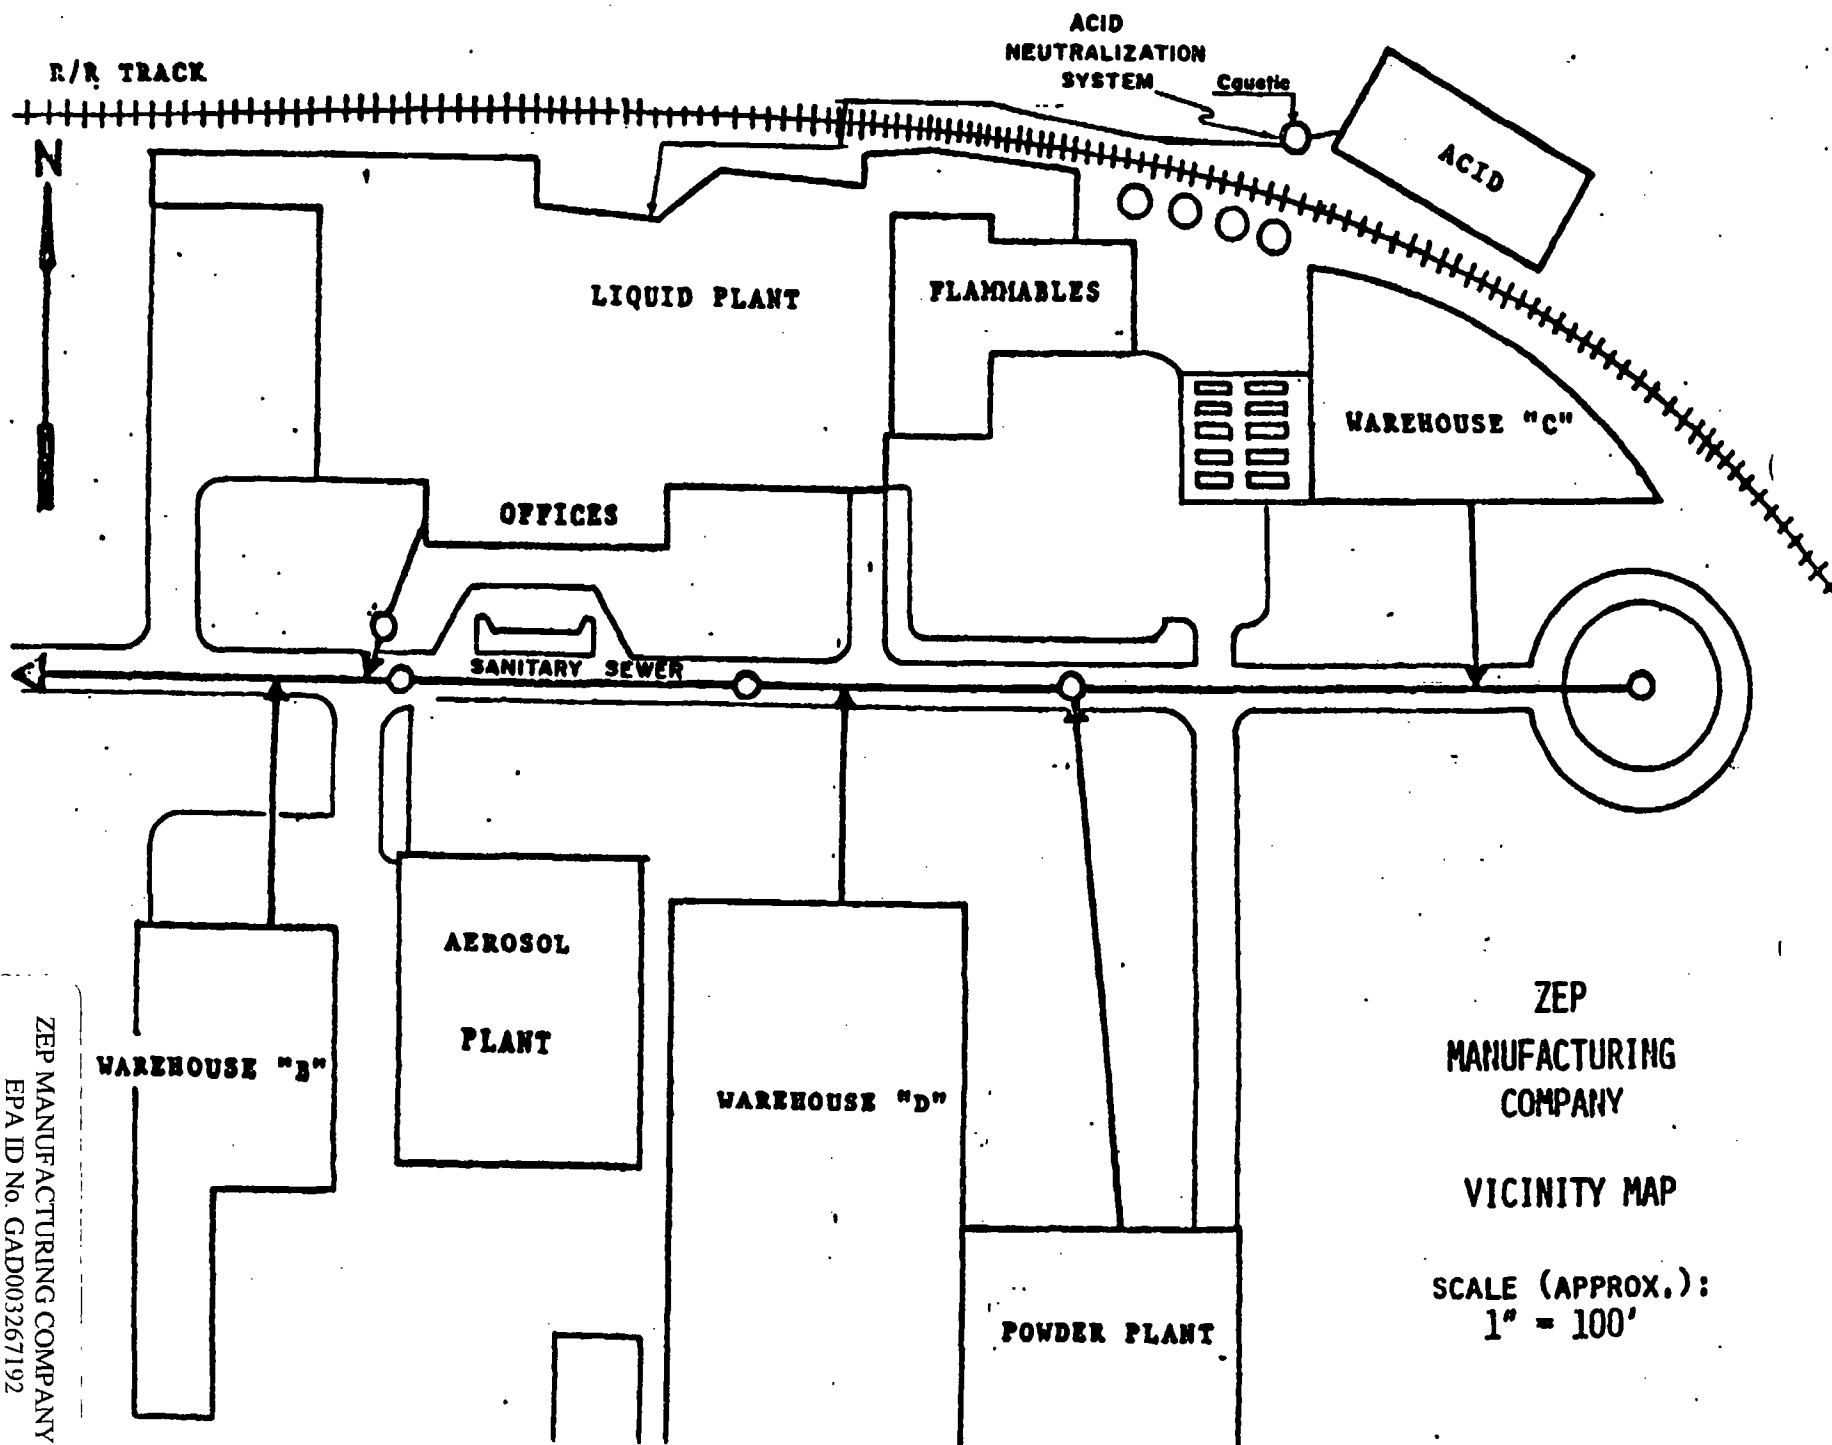 ACID
NEUTRALIZATION
SYSTEM
Caustic
R/R TRACK
N
ACID
LIQUID PLANT
FLAMMABLES
WAREHOUSE "C"
OFFICES
SANITARY SEWER
AEROSOL
PLANT
WAREHOUSE "B"
WAREHOUSE "D"
POWDER PLANT
ZEP
MANUFACTURING
COMPANY
VICINITY MAP
SCALE (APPROX.):
1" = 100'
ZEP MANUFACTURING COMPANY
EPA ID No. GAD003267192